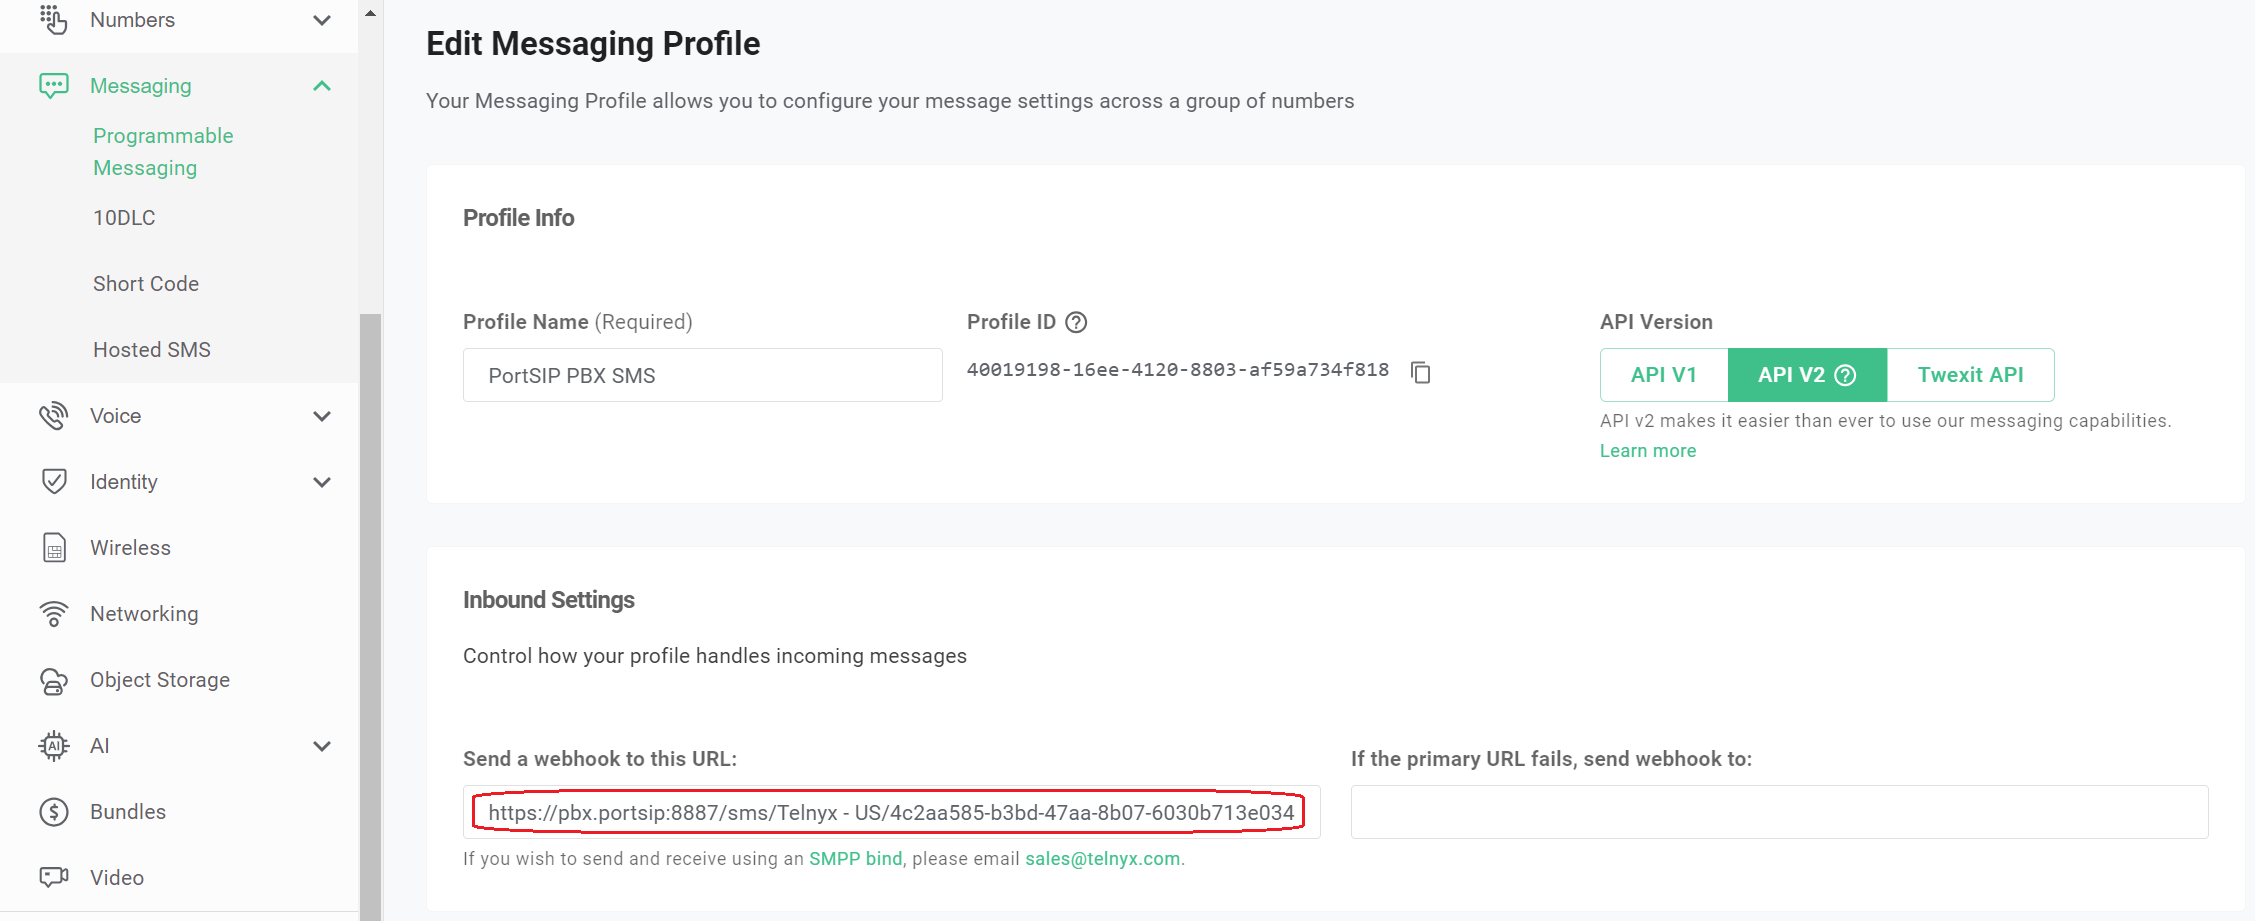 Numbers
Messaging
Programmable
Messaging
10DLC
Short Code
Hosted SMS
Voice
Identity
Wireless
Networking
Object Storage
AI
AI
Bundles
Video
Edit Messaging Profile
Your Messaging Profile allows you to configure your message settings across a group of numbers
Profile Info
Profile Name (Required)
PortSIP PBX SMS
Profile ID
40019198-16ee-4120-8803-af59a734f818
API Version
API V1
API V2
Twexit API
API v2 makes it easier than ever to use our messaging capabilities.
Learn more
Inbound Settings
Control how your profile handles incoming messages
Send a webhook to this URL:
https://pbx.portsip:8887/sms/Telnyx - US/4c2aa585-b3bd-47aa-8b07-6030b713e034
If you wish to send and receive using an SMPP bind, please email sales@telnyx.com.
If the primary URL fails, send webhook to: